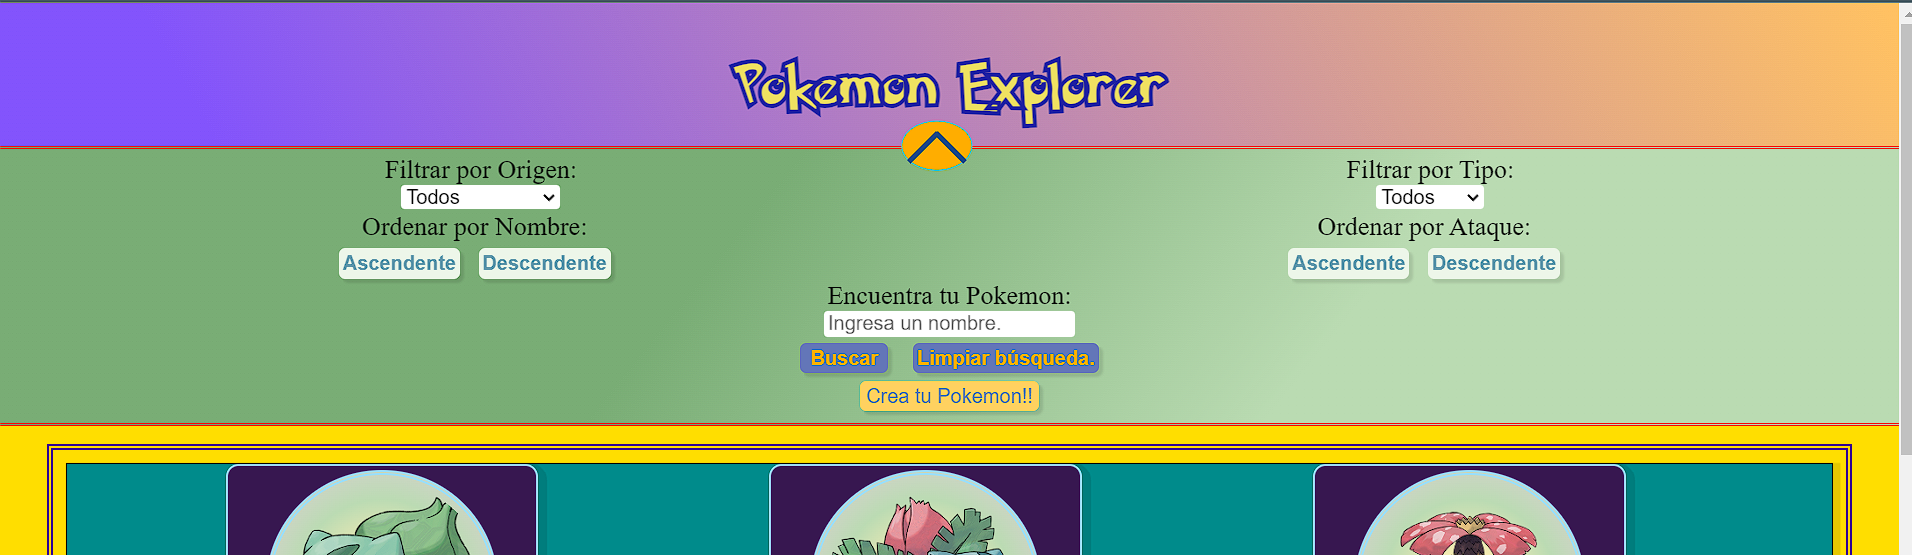 Pokemon Explorer
Filtrar por Origen:
Todos
Ordenar por Nombre:
Ascendente Descendente
Filtrar por Tipo:
Todos
Ordenar por Ataque:
Ascendente Descendente
Encuentra tu Pokemon:
Ingresa un nombre.
Buscar Limpiar búsqueda.
Crea tu Pokemon!!